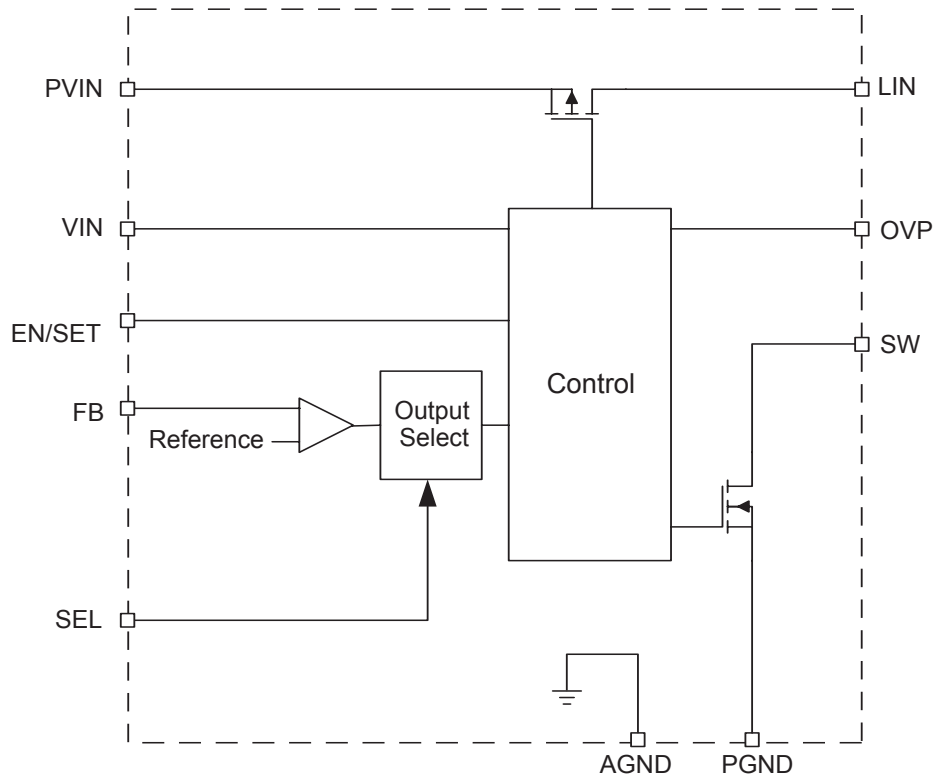 PVIN
LIN
VIN
OVP
EN/SET
SW
FB
Reference
Output
Select
Control
SEL
AGND
PGND